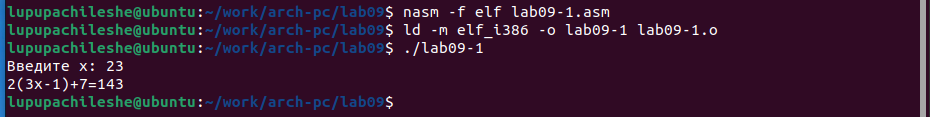 lupupachileshe@ubuntu:~/work/arch-pc/lab09$ nasm -f elf lab09-1.asm
lupupachileshe@ubuntu:~/work/arch-pc/lab09$ ld -m elf_i386 -o lab09-1 lab09-1.o
lupupachileshe@ubuntu:~/work/arch-pc/lab09$ ./lab09-1
Введите x: 23
2(3x-1)+7=143
lupupachileshe@ubuntu:~/work/arch-pc/lab09$